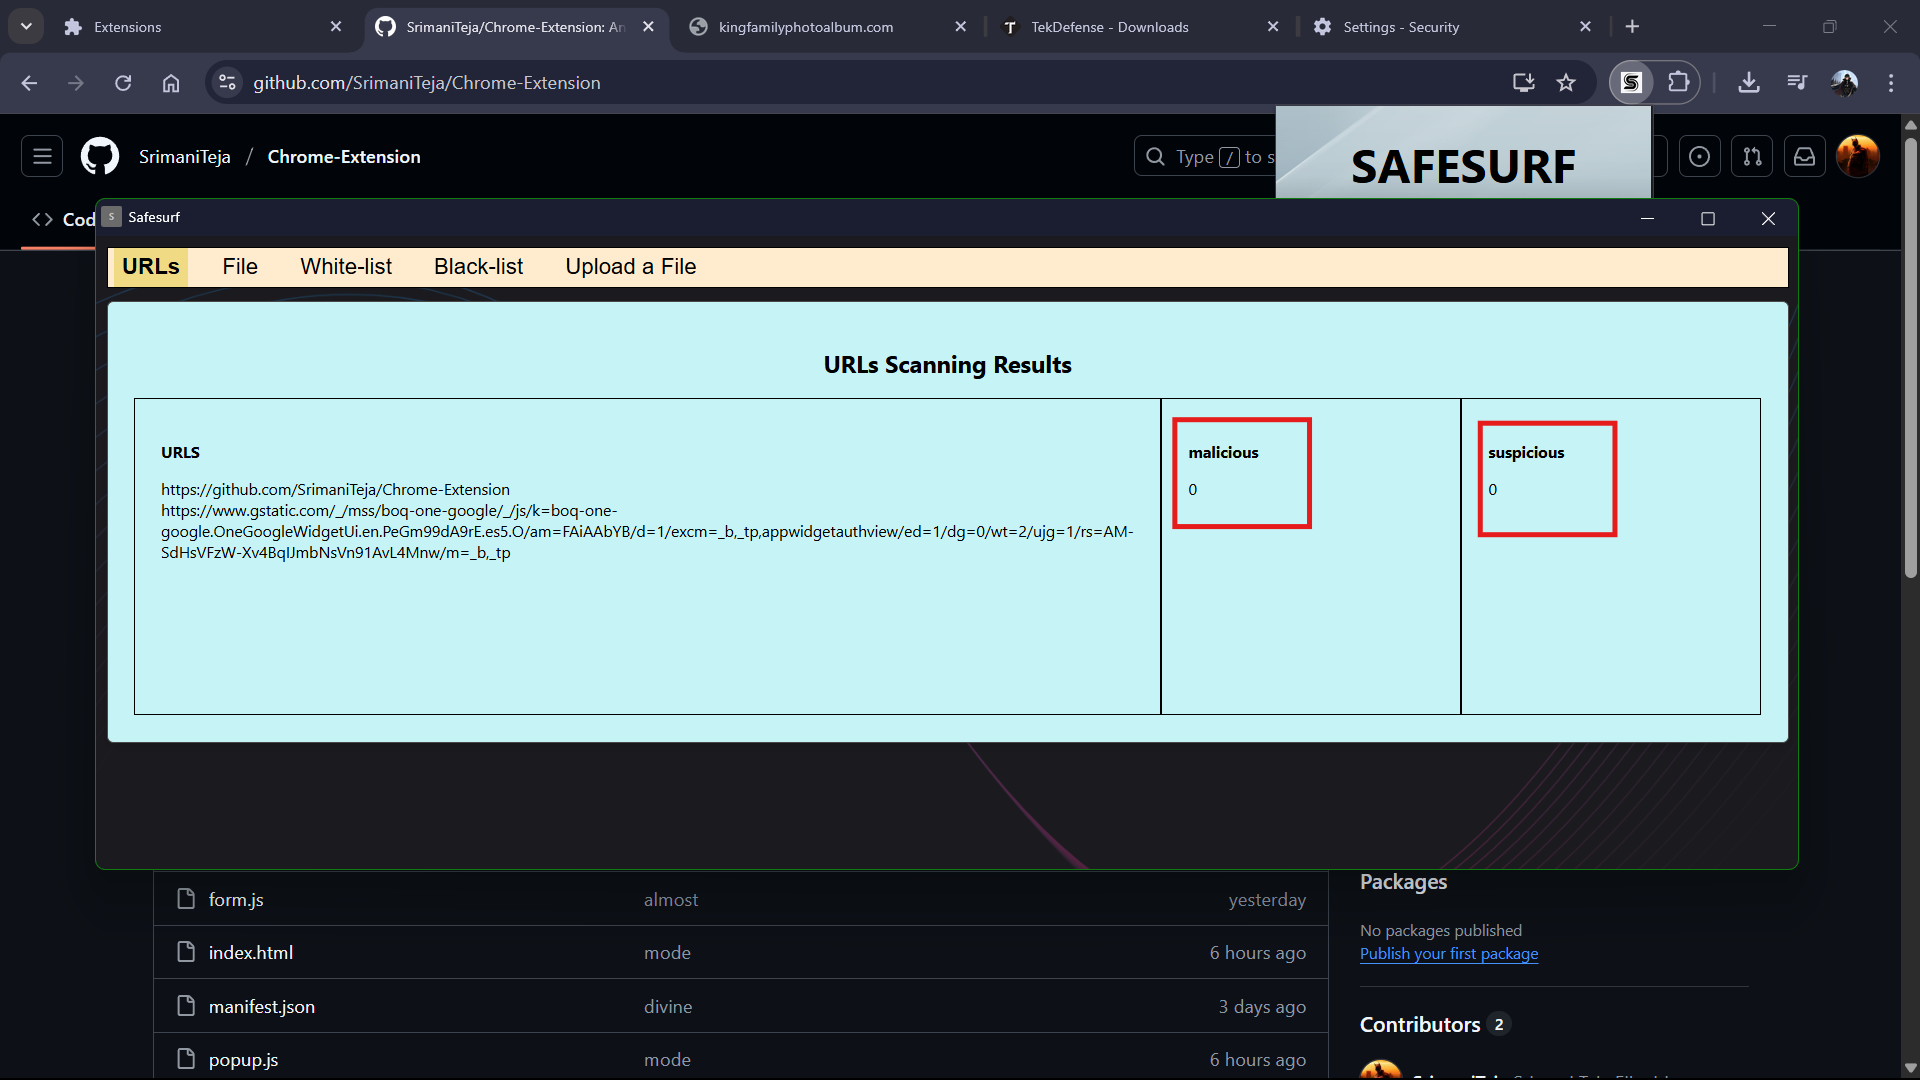 Extensions
SrimaniTeja/Chrome-Extension: An
kingfamilyphotoalbum.com
T
TekDefense - Downloads
Settings - Security
github.com/SrimaniTeja/Chrome-Extension
S
SrimaniTeja / Chrome-Extension
Type / to s
SAFESURF
Cod
S Safesurf
URLs File White-list Black-list Upload a File
URLs Scanning Results
URLS
https://github.com/SrimaniTeja/Chrome-Extension
https://www.gstatic.com/_/mss/boq-one-google/_/js/k=boq-one-
google.OneGoogleWidgetUi.en.PeGm99dA9rE.es5.O/am=FAiAAbYB/d=1/excm=_b,_tp,appwidgetauthview/ed=1/dg=0/wt=2/ujg=1/rs=AM-
SdHsVFzW-Xv4BqIJmbNsVn91AvL4Mnw/m=_b,_tp
malicious
0
suspicious
0
form.js almost yesterday
index.html mode 6 hours ago
manifest.json divine 3 days ago
popup.js mode 6 hours ago
Packages
No packages published
Publish your first package
Contributors 2